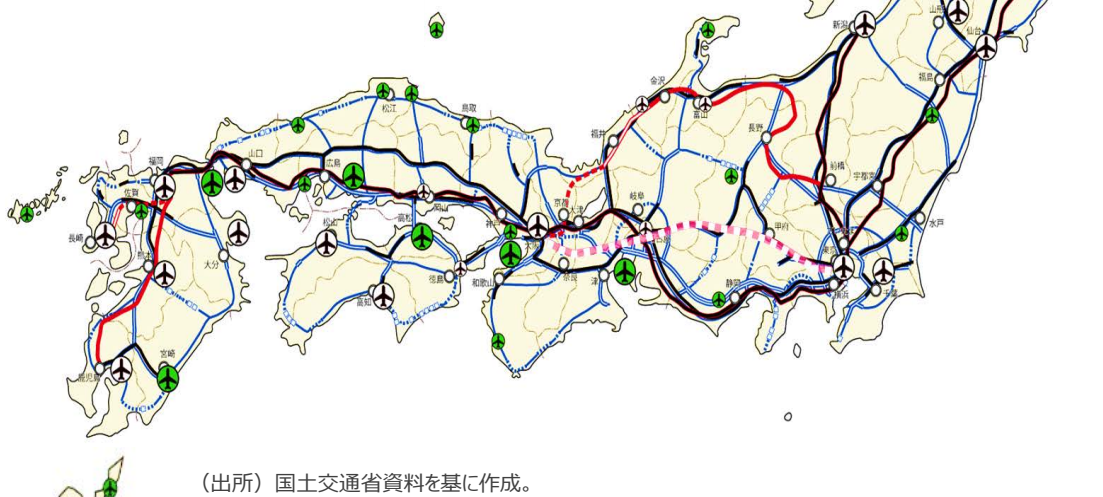 新潟
仙台
福島
金沢
富山
松江
鳥取
福井
長野
前橋
宇都宮
水戸
福岡
山口
広島
岡山
京都
大津
岐阜
甲府
佐賀
長崎
大分
松山
高松
徳島
高知
神戸
和歌山
奈良
津
静岡
横浜
千葉
宮崎
鹿児島
（出所）国土交通省資料を基に作成。